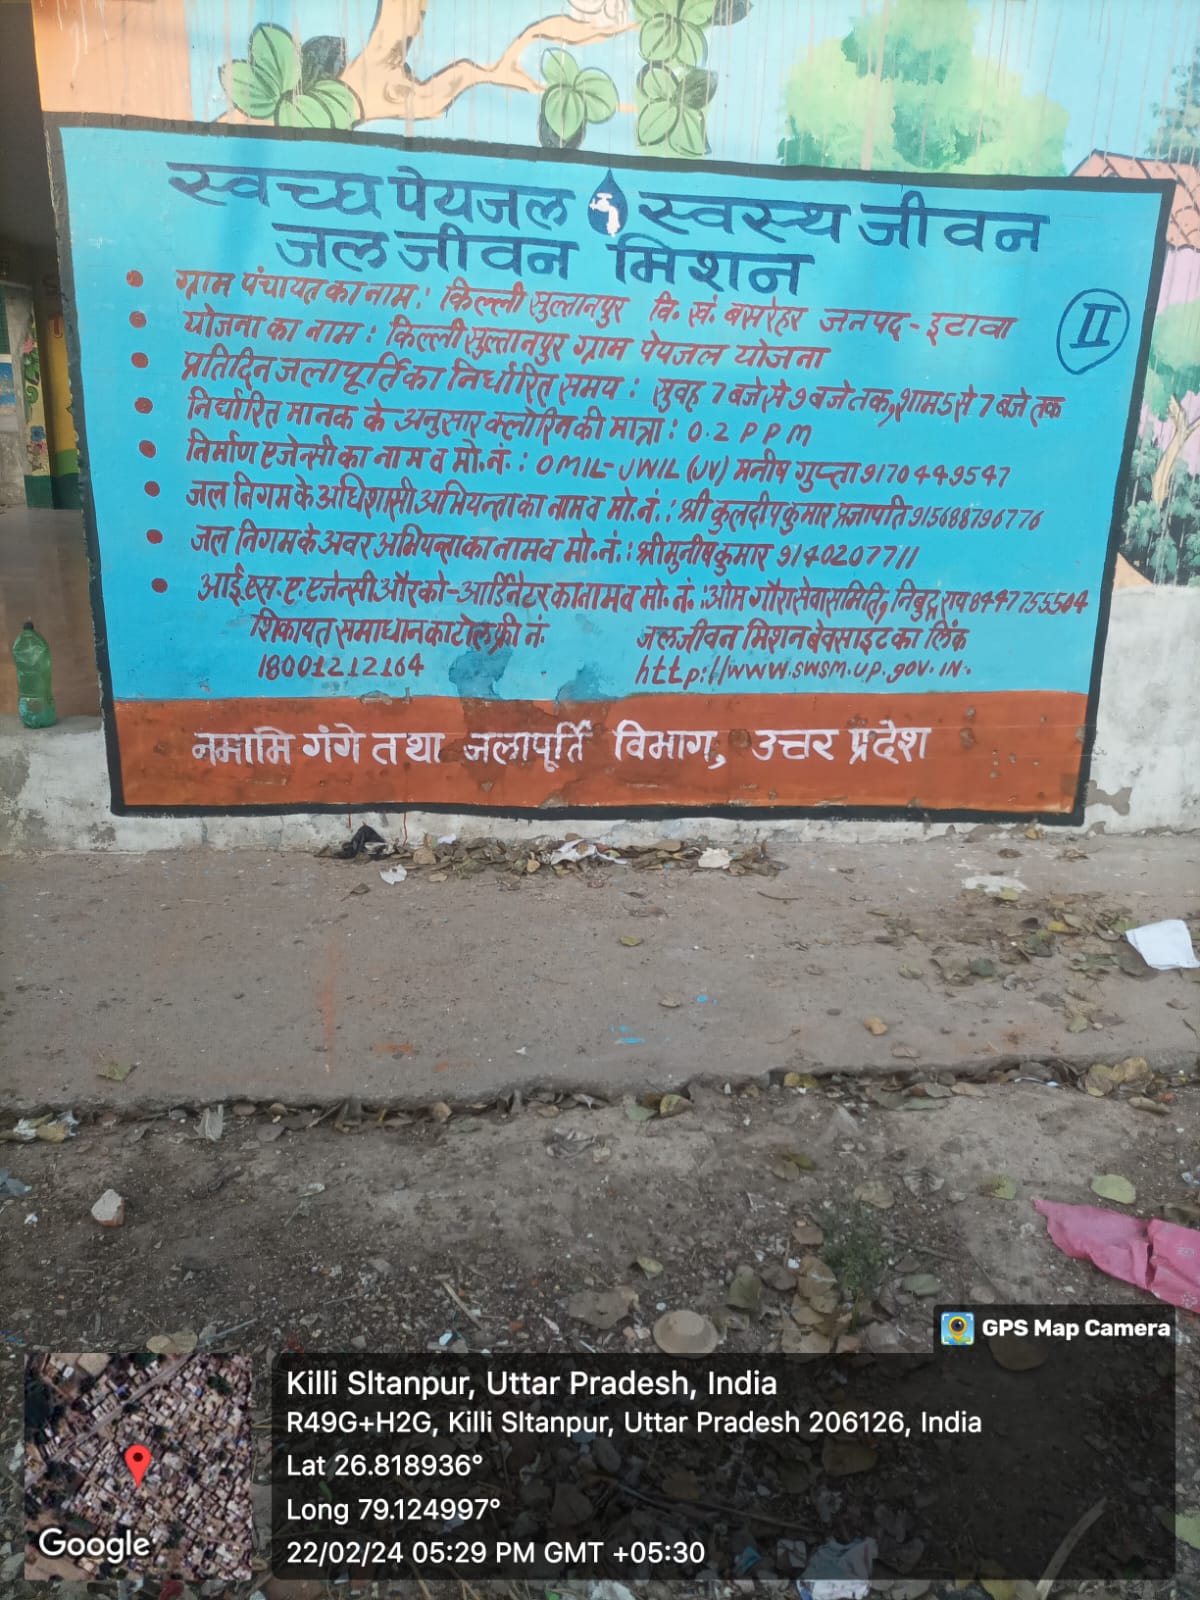 स्वच्छ पेयजल स्वस्थ जीवन
जल जीवन मिशन
II
ग्राम पंचायत का नाम : किल्ली सुल्तानपुर वि. खं. बसरेहर जनपद - इटावा
योजना का नाम : किल्ली सुल्तानपुर ग्राम पेयजल योजना
प्रतिदिन जलापूर्ति का निर्धारित समय : सुवह 7 बजे से 9 बजे तक, शाम 5 से 7 बजे तक
निर्धारित मानक के अनुसार क्लोरिन की मात्रा : 0.2 PPM
निर्माण एजेन्सी का नाम व मो. नं. : OMIL-JWIL (JV) मनीष गुप्ता 9170449547
जल निगम के अधिशासी अभियन्ता का नाम व मो. नं. : श्री कुलदीप कुमार प्रजापति 915688796776
जल निगम के अवर अभियन्ता का नाम व मो. नं. : श्री मुनीष कुमार 9140207711
आई. एस. ए. एजेन्सी और को-आर्डिनेटर का नाम व मो. नं. : ओम गौरा सेवा समिति, 8447755504
शिकायत समाधान का टोल फ्री नं. जल जीवन मिशन बेवसाइट का लिंक
18001212164 http://www.swsm.up.gov.in.
नमामि गंगे तथा जलापूर्ति विभाग, उत्तर प्रदेश
GPS Map Camera
Killi Sltanpur, Uttar Pradesh, India
R49G+H2G, Killi Sltanpur, Uttar Pradesh 206126, India
Lat 26.818936°
Long 79.124997°
22/02/24 05:29 PM GMT +05:30
Google